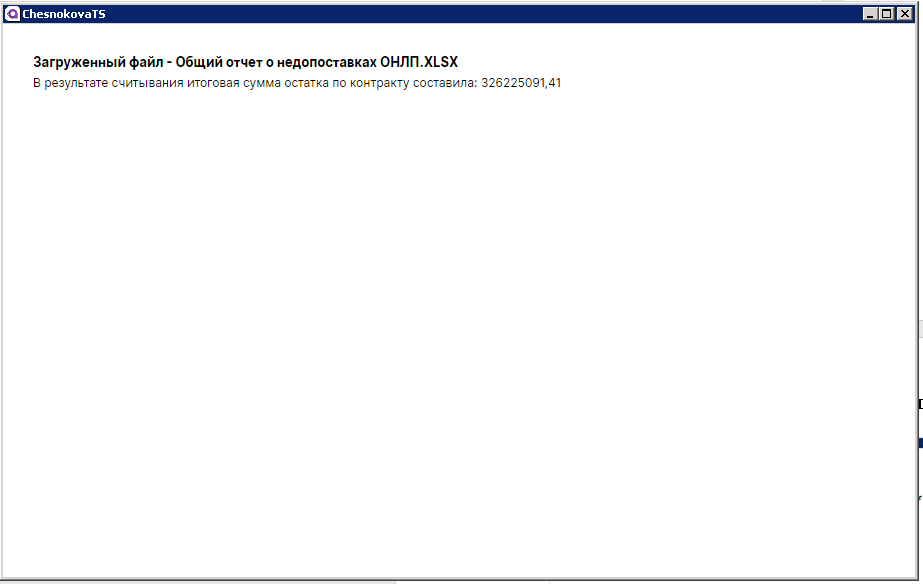 ChesnokovaTS
Загруженный файл - Общий отчет о недопоставках ОНЛП.XLSX
В результате считывания итоговая сумма остатка по контракту составила: 326225091,41